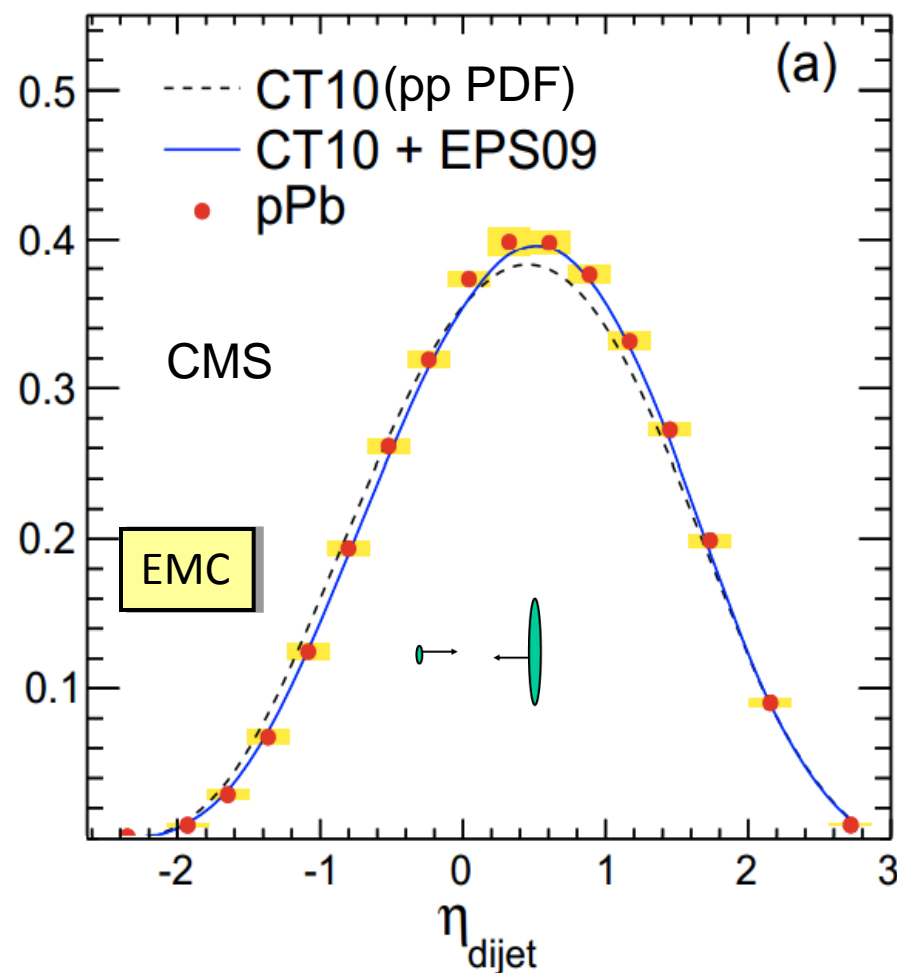 (a)
CT10 (pp PDF)
CT10 + EPS09
pPb
CMS
EMC
0.5
0.4
0.3
0.2
0.1
-2 -1 0 1 2 3
η dijet